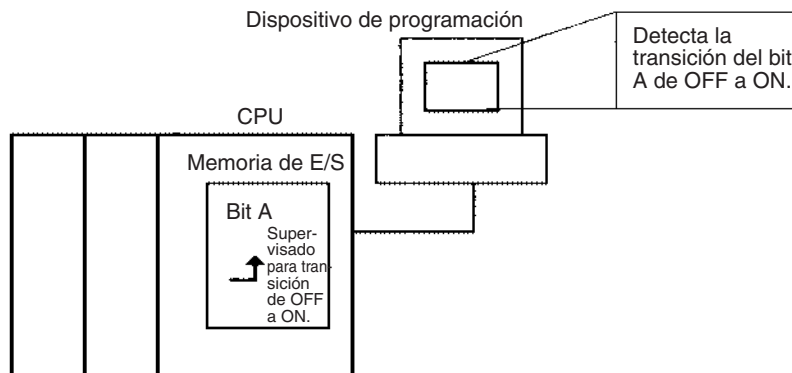 Dispositivo de programación
Detecta la
transición del bit
A de OFF a ON.
CPU
Memoria de E/S
Bit A
Super-
visado
para tran-
sición
de OFF
a ON.